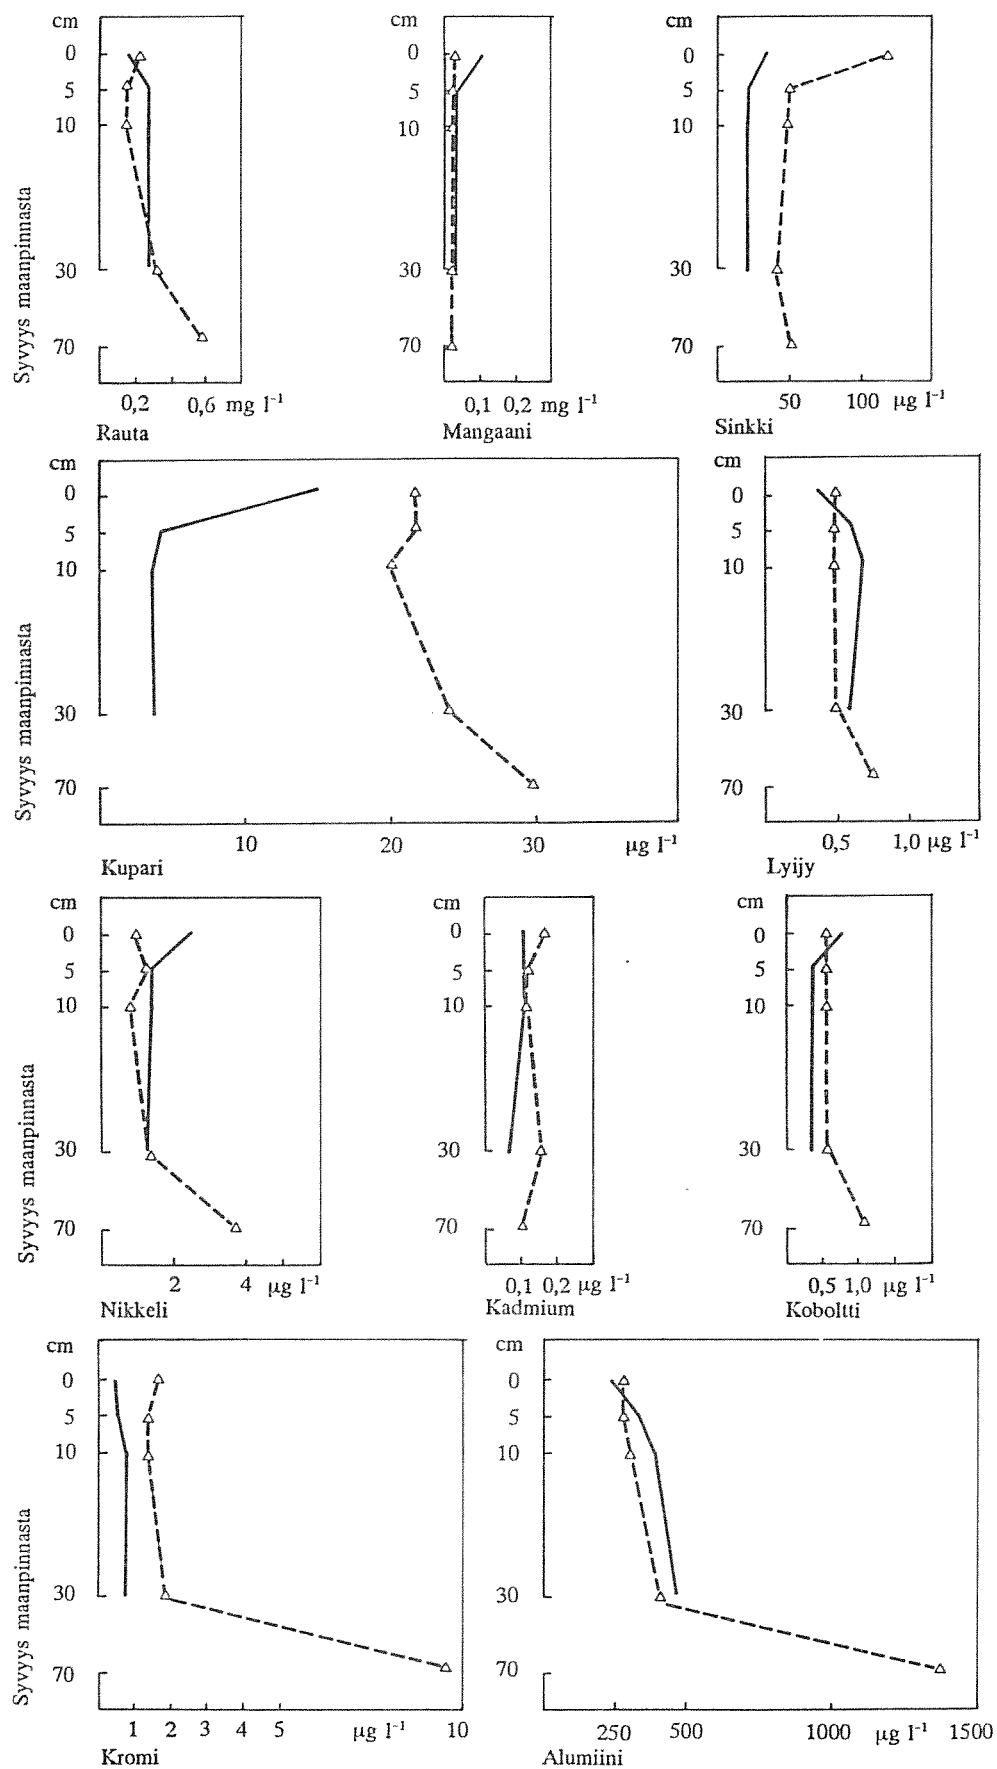 cm cm cm
0 0 0
5 5 5
10 10 10
30 30 30
70 70 70
Syvyys maanpinnasta
0,2 0,6 mg l⁻¹ 0,1 0,2 mg l⁻¹ 50 100 µg l⁻¹
Rauta Mangaani Sinkki
cm cm
0 0
5 5
10 10
30 30
70 70
Syvyys maanpinnasta
10 20 30 µg l⁻¹ 0,5 1,0 µg l⁻¹
Kupari Lyijy
cm cm cm
0 0 0
5 5 5
10 10 10
30 30 30
70 70 70
Syvyys maanpinnasta
2 4 µg l⁻¹ 0,1 0,2 µg l⁻¹ 0,5 1,0 µg l⁻¹
Nikkeli Kadmium Koboltti
cm cm
0 0
5 5
10 10
30 30
70 70
Syvyys maanpinnasta
1 2 3 4 5 µg l⁻¹ 10 250 500 1000 µg l⁻¹ 1500
Kromi Alumiini